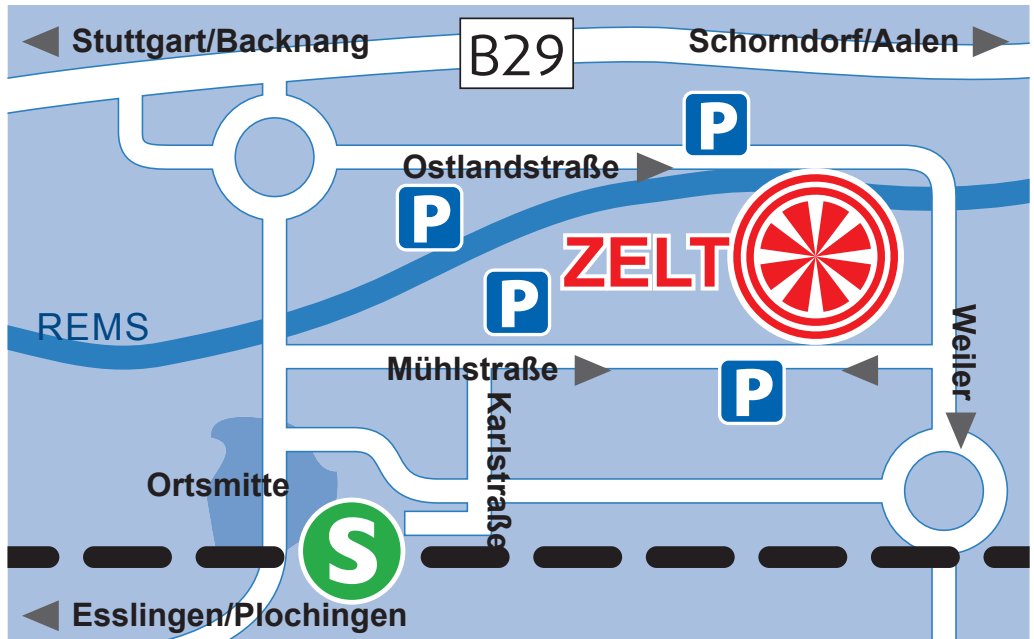 Stuttgart/Backnang
B29
Schorndorf/Aalen
P
Ostlandstraße
P
ZELT
P
REMS
Weiler
Mühlstraße
P
Karlstraße
Ortsmitte
S
Esslingen/Plochingen